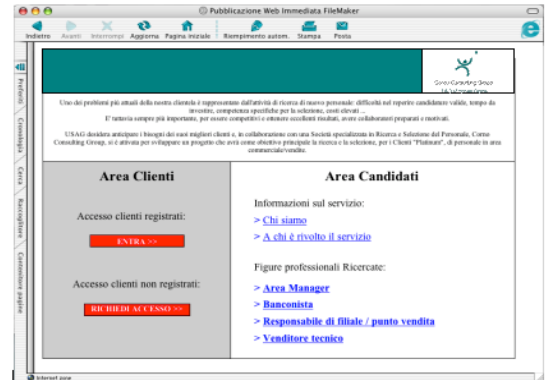 Pubblicazione Web Immediata FileMaker
Indietro Avanti Interrompi Aggiorna Pagina iniziale Riempimento autom. Stampa Posta
Preferiti
Cronologia
Cerca
Raccoglitore
Contenitore pagine
Corno Consulting Group
Uno dei problemi più attuali della nostra clientela è rappresentato dall'attività di ricerca di nuovo personale: difficoltà nel reperire candidature valide, tempo da
investire, competenza specifiche per la selezione, costi elevati ...
E' tuttavia sempre più importante, per essere competitivi e ottenere eccellenti risultati, avere collaboratori preparati e motivati.
USAG desidera anticipare i bisogni dei suoi migliori clienti e, in collaborazione con una Società specializzata in Ricerca e Selezione del Personale, Corno
Consulting Group, si è attivata per sviluppare un progetto che avrà come obiettivo principale la ricerca e la selezione, per i Clienti "Platinum", di personale in area
commerciale/vendite.
Area Clienti
Accesso clienti registrati:
ENTRA >>
Accesso clienti non registrati:
RICHIEDI ACCESSO >>
Area Candidati
Informazioni sul servizio:
> Chi siamo
> A chi è rivolto il servizio
Figure professionali Ricercate:
> Area Manager
> Banconista
> Responsabile di filiale / punto vendita
> Venditore tecnico
Internet zone